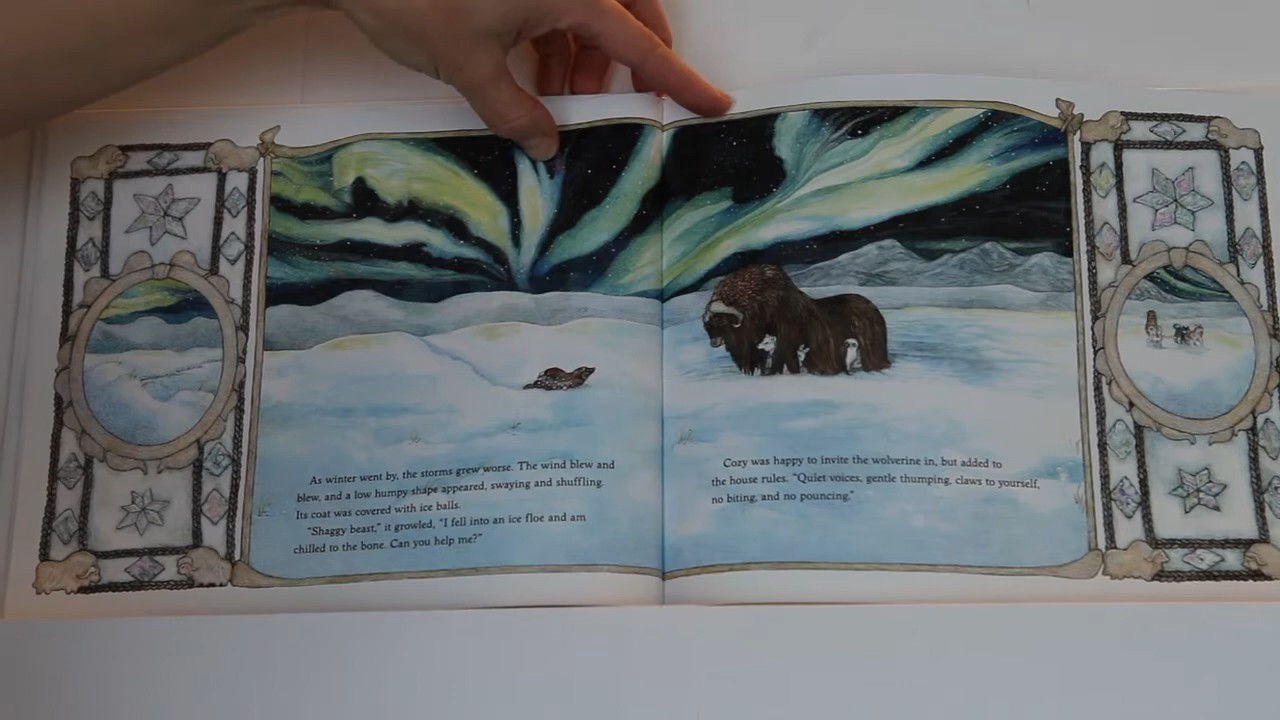 As winter went by, the storms grew worse. The wind blew and
blew, and a low humpy shape appeared, swaying and shuffling.
Its coat was covered with ice balls.
"Shaggy beast," it growled, "I fell into an ice floe and am
chilled to the bone. Can you help me?"
Cozy was happy to invite the wolverine in, but added to
the house rules. "Quiet voices, gentle thumping, claws to yourself,
no biting, and no pouncing."